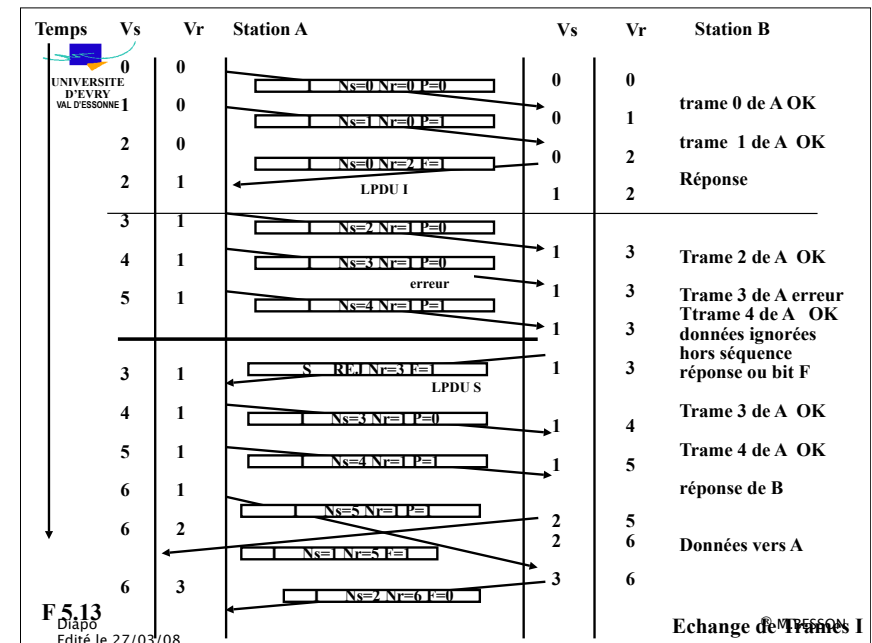 Temps Vs Vr Station A Vs Vr Station B
UNIVERSITE
D'EVRY
VAL D'ESSONNE
0 0
Ns=0 Nr=0 P=0
0 0
1 0
Ns=1 Nr=0 P=1
0 1
trame 0 de A OK
2 0
Ns=0 Nr=2 F=1
0 2
trame 1 de A OK
2 1
LPDU I
1 2
Réponse
3 1
Ns=2 Nr=1 P=0
1 3
Trame 2 de A OK
4 1
Ns=3 Nr=1 P=0
erreur
1 3
Trame 3 de A erreur
5 1
Ns=4 Nr=1 P=1
1 3
Ttrame 4 de A OK
données ignorées
hors séquence
réponse ou bit F
3 1
S REJ Nr=3 F=1
LPDU S
1 3
4 1
Ns=3 Nr=1 P=0
1 4
Trame 3 de A OK
5 1
Ns=4 Nr=1 P=1
1 5
Trame 4 de A OK
6 1
Ns=5 Nr=1 P=1
réponse de B
2 5
6 2
Ns=1 Nr=5 F=1
2 6
Données vers A
6 3
Ns=2 Nr=6 F=0
3 6
F 5.13
Diapo
Edité le 27/03/08
Echange de Trames I
® M.BESSON